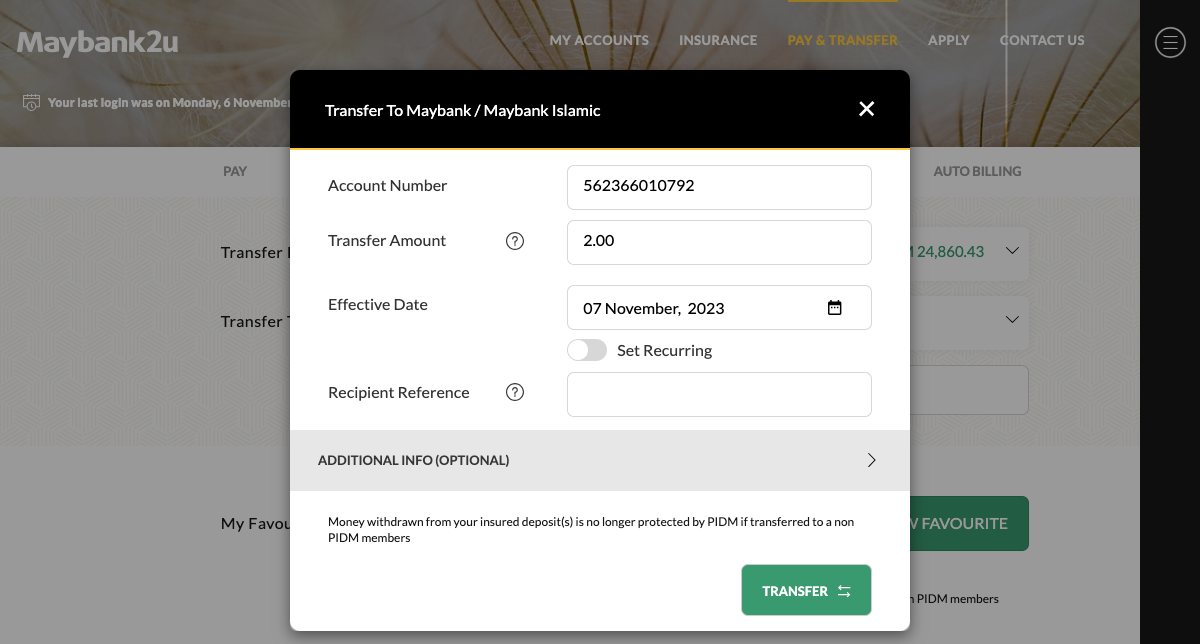 Maybank2u
MY ACCOUNTS INSURANCE PAY & TRANSFER APPLY CONTACT US
Your last login was on Monday, 6 November
Transfer To Maybank / Maybank Islamic
PAY AUTO BILLING
Account Number 562366010792
Transfer Amount ? 2.00
Transfer 24,860.43
Effective Date 07 November, 2023
Transfer
Set Recurring
Recipient Reference ?
ADDITIONAL INFO (OPTIONAL)
Money withdrawn from your insured deposit(s) is no longer protected by PIDM if transferred to a non
PIDM members
My FAVOURITE
TRANSFER
PIDM members